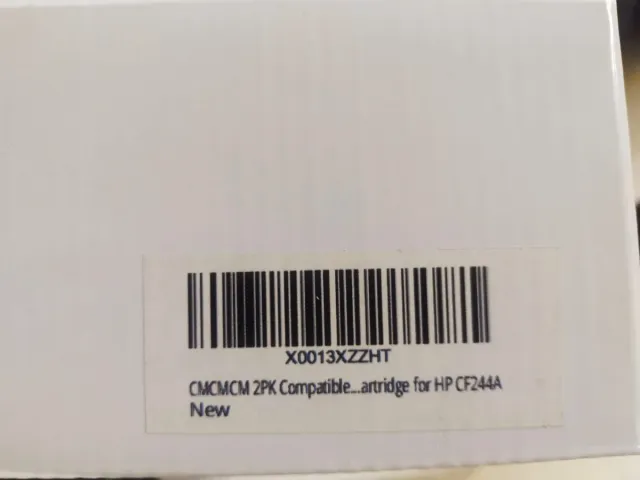 X0013XZZHT
CMCMCM 2PK Compatible...artridge for HP CF244A
New